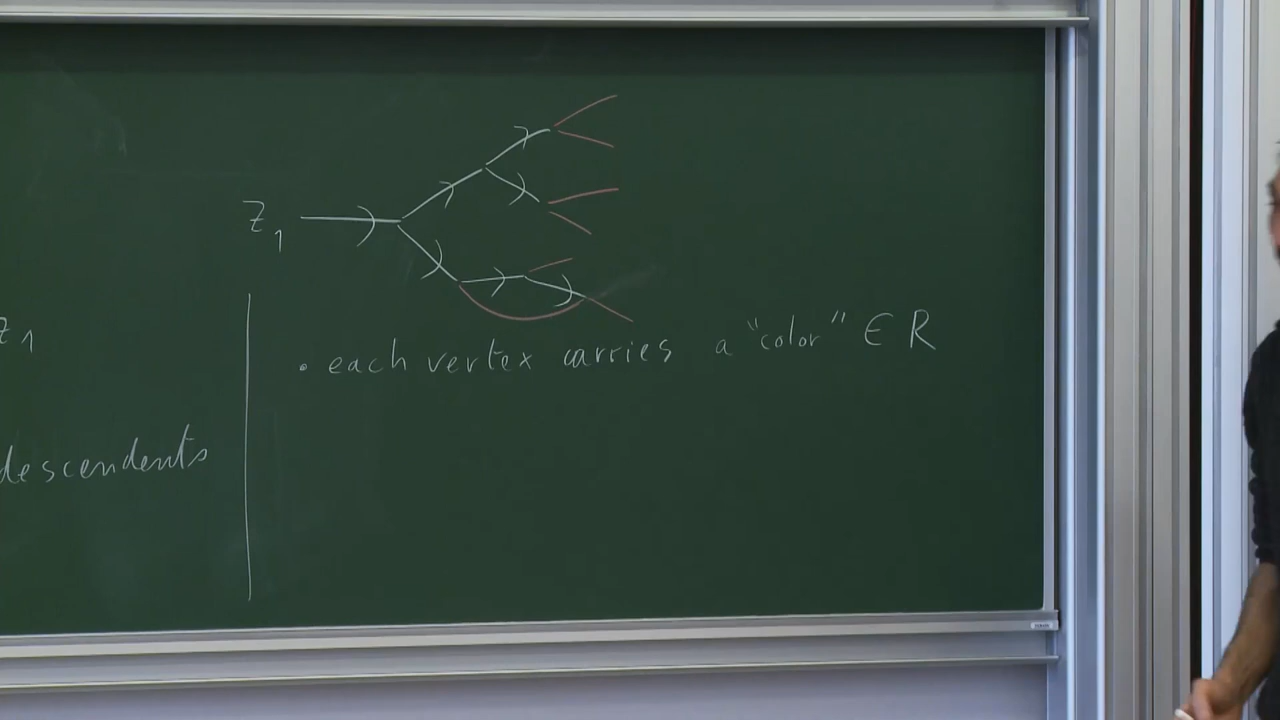 z₁
z₁
• each vertex carries a "color" ∈ R
descendents